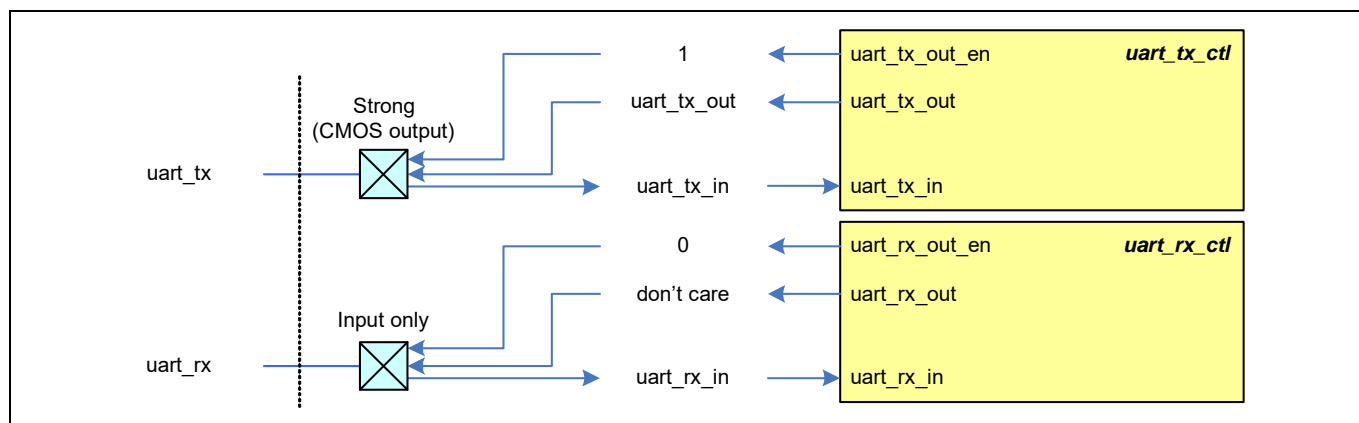 1
uart_tx_out_en
uart_tx_ctl
Strong
(CMOS output)
uart_tx_out
uart_tx_out
uart_tx
uart_tx_in
uart_tx_in
0
uart_rx_out_en
uart_rx_ctl
don't care
uart_rx_out
Input only
uart_rx
uart_rx_in
uart_rx_in